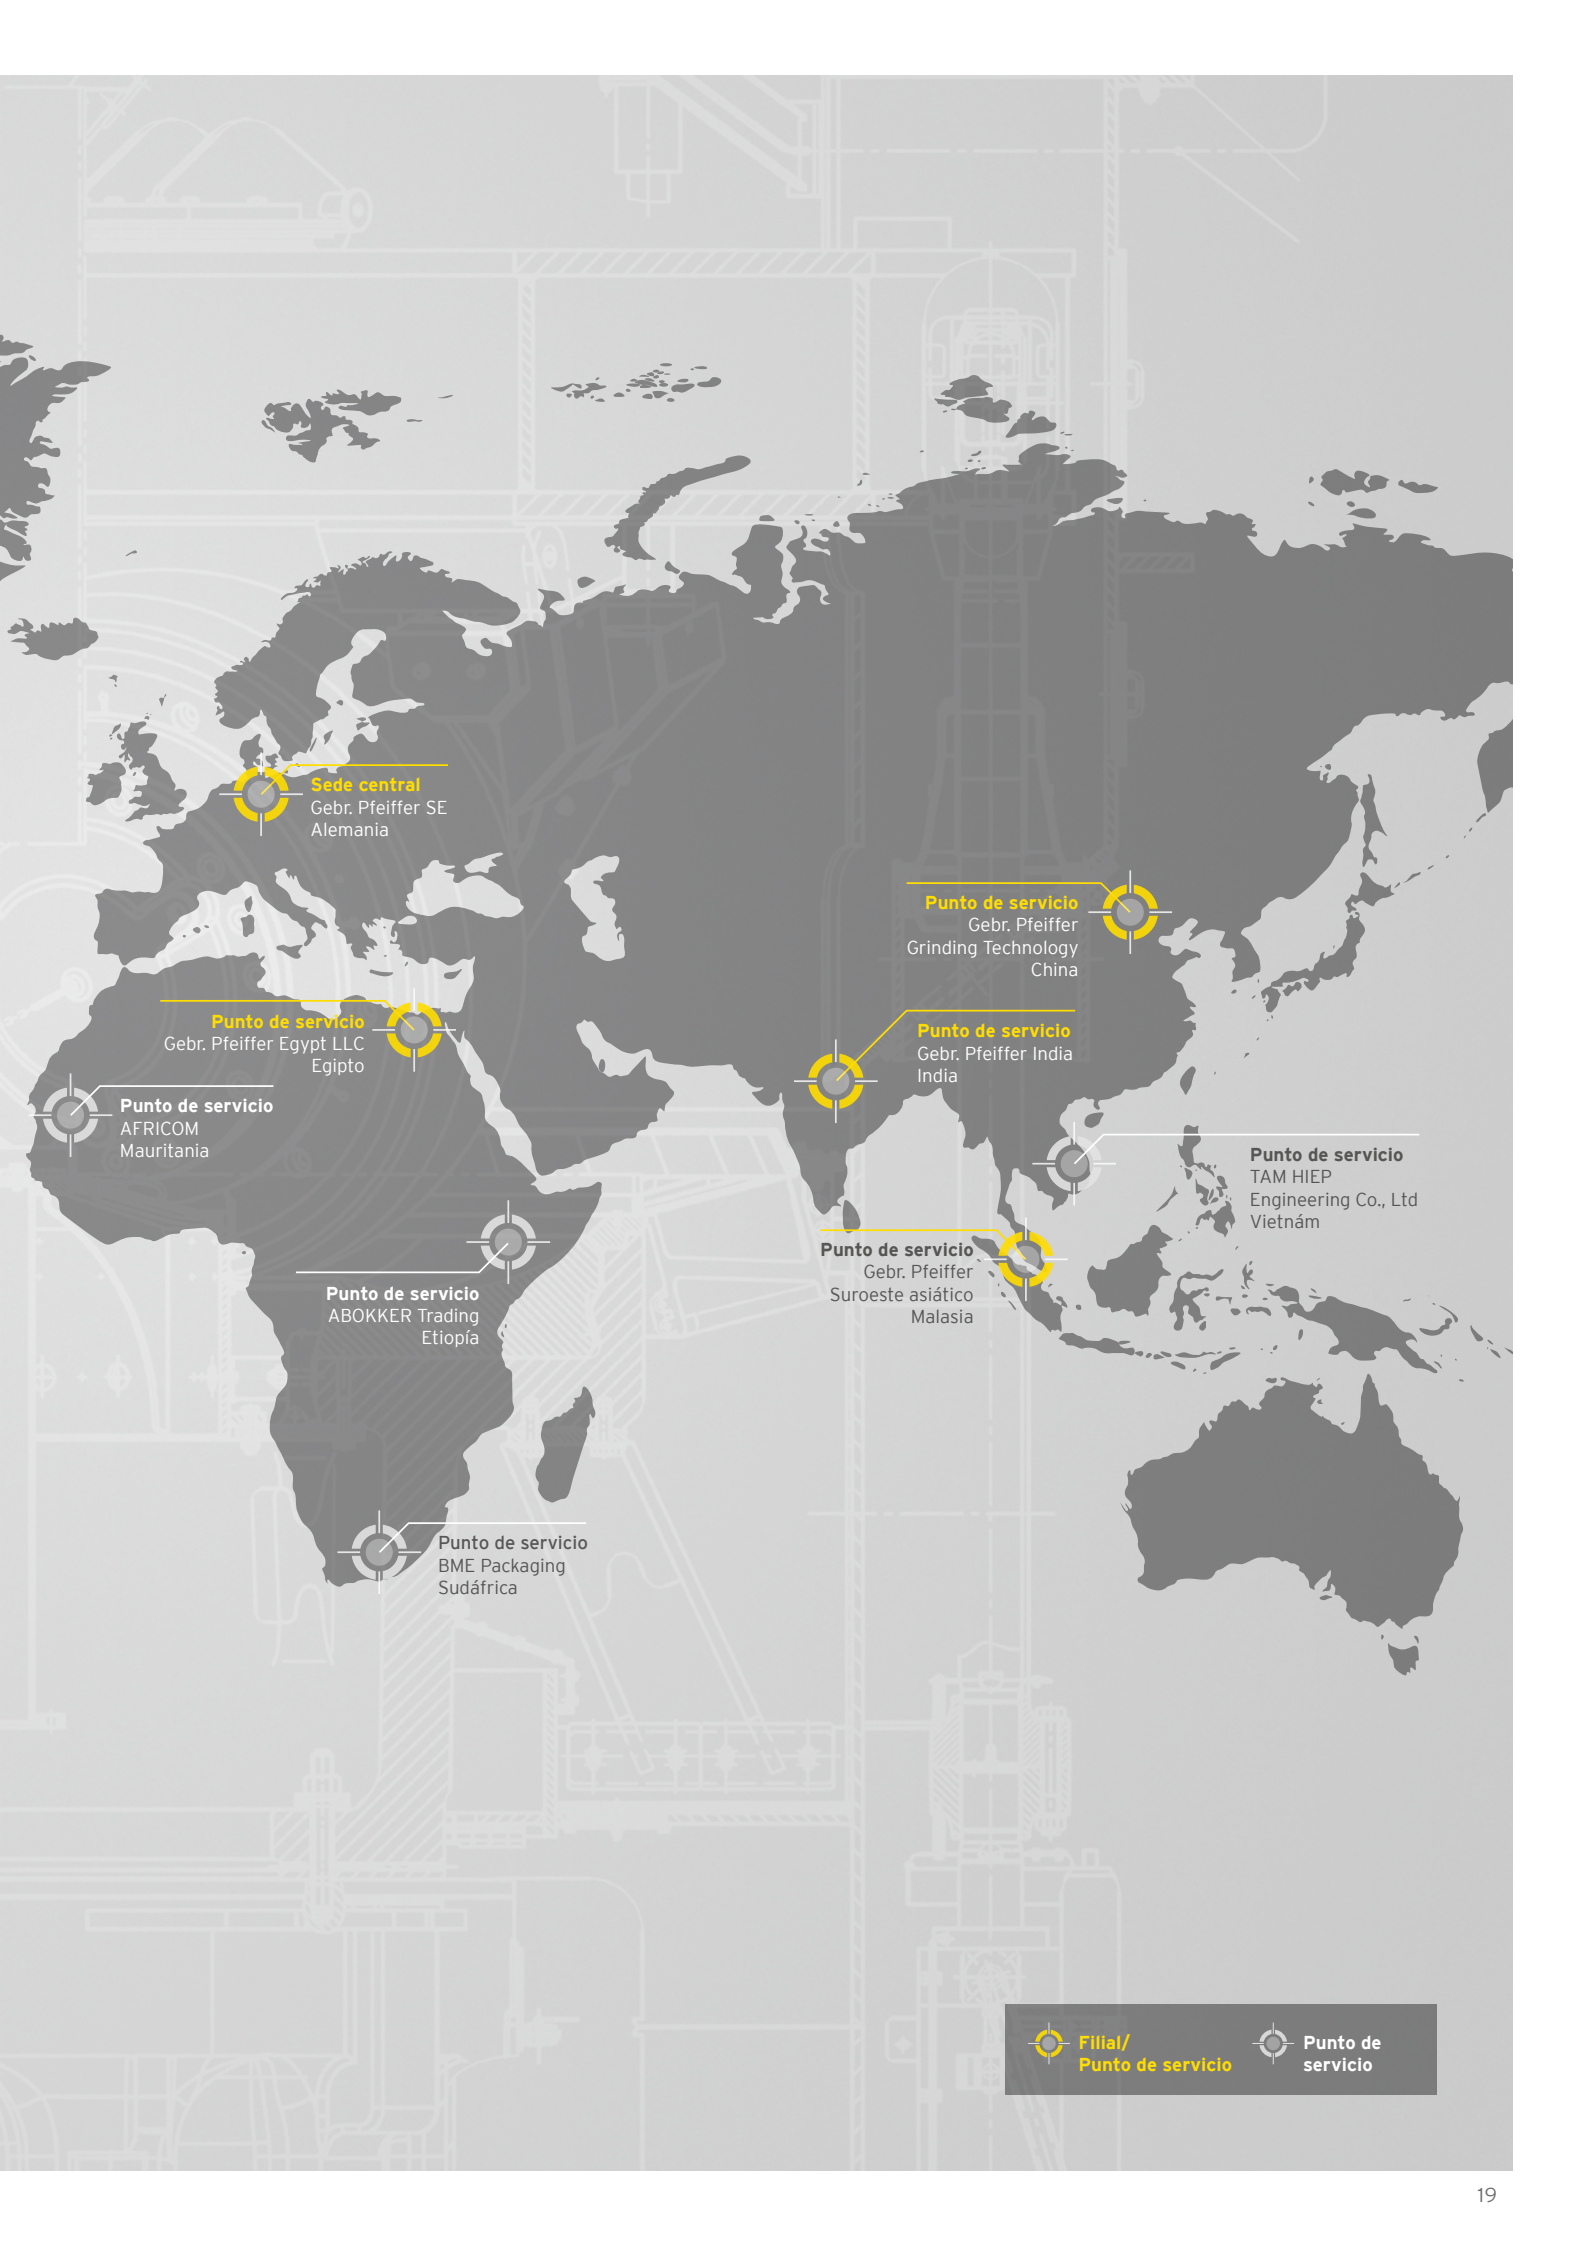 Sede central
Gebr. Pfeiffer SE
Alemania
Punto de servicio
Gebr. Pfeiffer
Grinding Technology
China
Punto de servicio
Gebr. Pfeiffer Egypt LLC
Egipto
Punto de servicio
Gebr. Pfeiffer India
India
Punto de servicio
AFRICOM
Mauritania
Punto de servicio
TAM HIEP
Engineering Co., Ltd
Vietnám
Punto de servicio
Gebr. Pfeiffer
Suroeste asiático
Malasia
Punto de servicio
ABOKKER Trading
Etiopía
Punto de servicio
BME Packaging
Sudáfrica
Filial/
Punto de servicio
Punto de
servicio
19